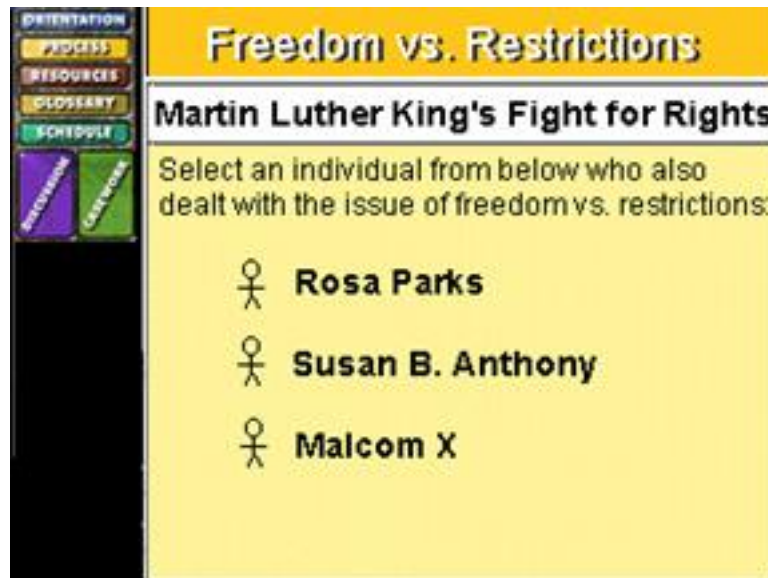 ORIENTATION
PROCESS
RESOURCES
GLOSSARY
SCHEDULE
DISCUSSION
CASEWORK
Freedom vs. Restrictions
Martin Luther King's Fight for Rights
Select an individual from below who also
dealt with the issue of freedom vs. restrictions:
Rosa Parks
Susan B. Anthony
Malcom X